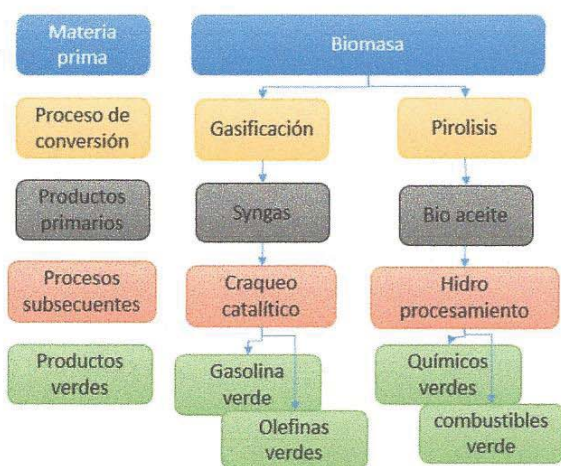 Materia
prima
Biomasa
Proceso de
conversión
Gasificación
Pirolisis
Productos
primarios
Syngas
Bio aceite
Procesos
subsecuentes
Craqueo
catalítico
Hidro
procesamiento
Productos
verdes
Gasolina
verde
Olefinas
verdes
Químicos
verdes
combustibles
verde